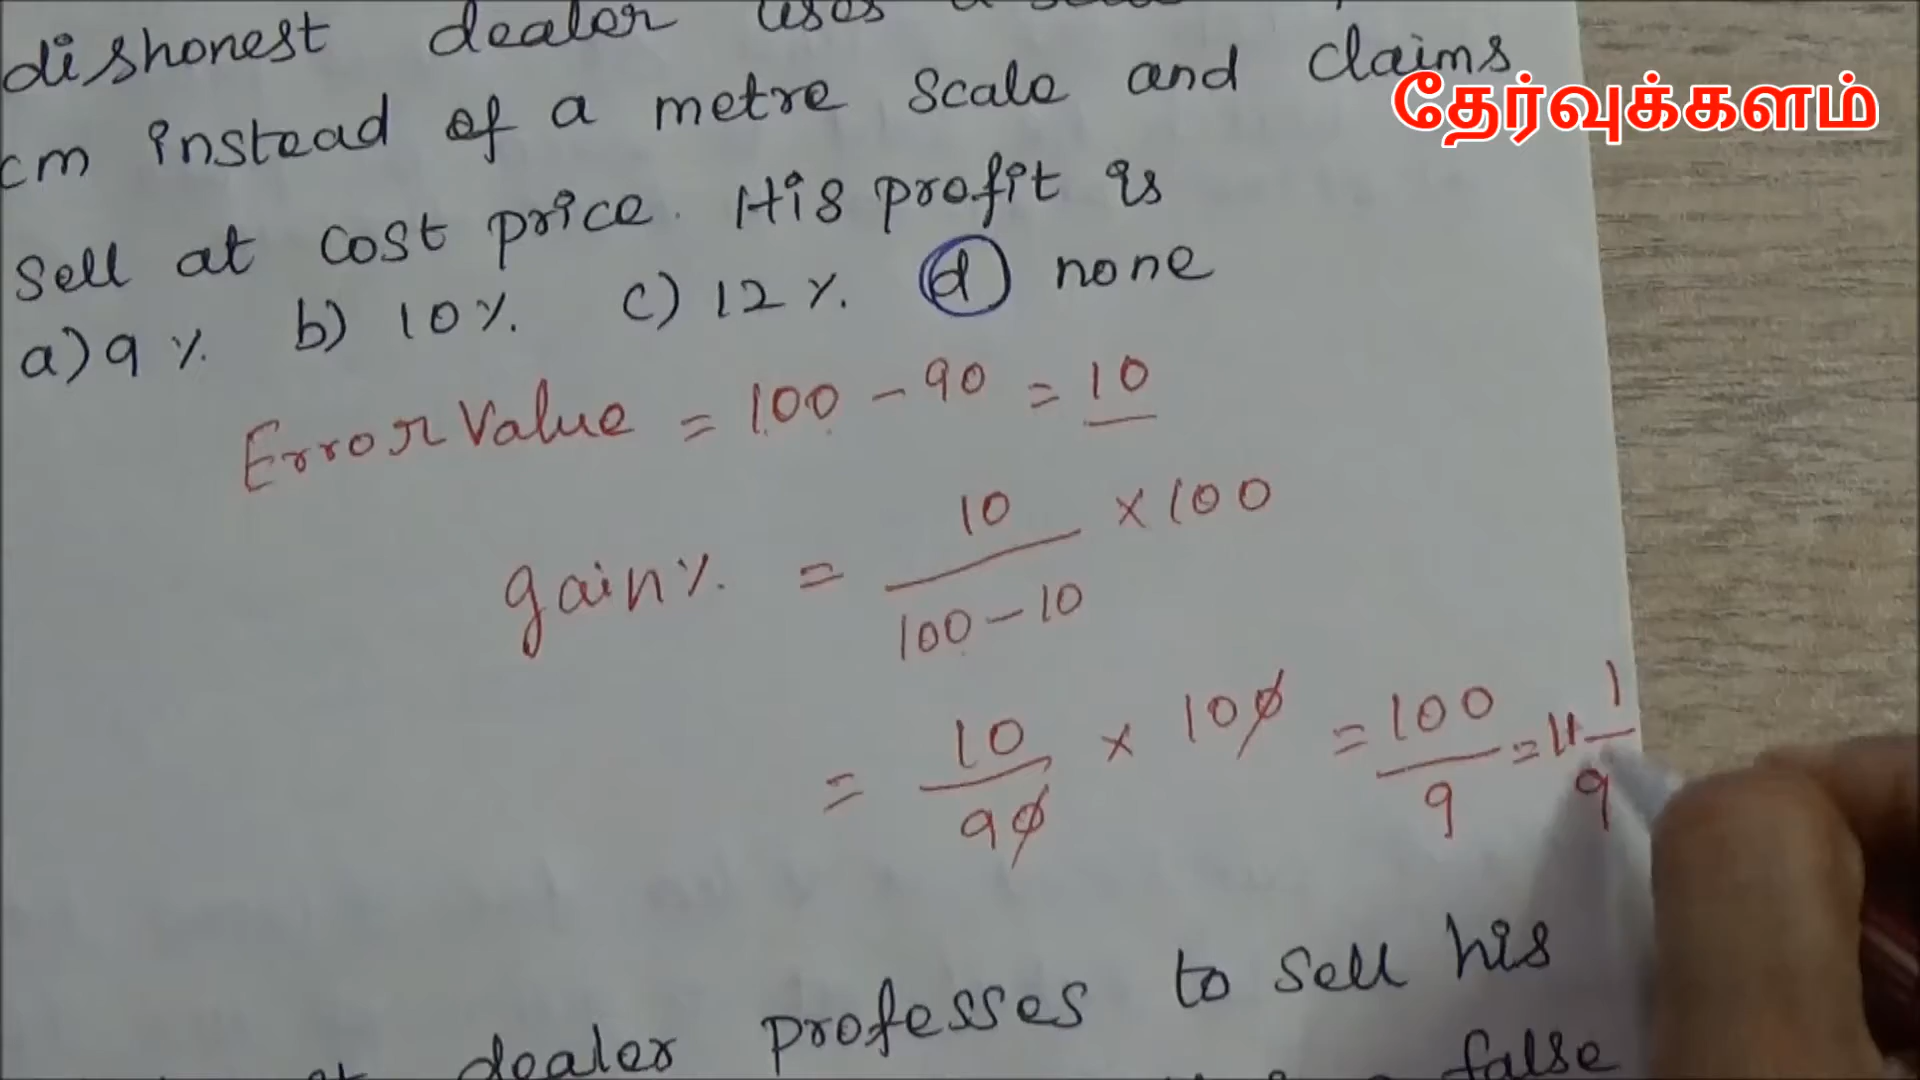 dishonest dealer uses a
cm instead of a metre scale and claims
தேர்வுக்களம்
sell at cost price. His profit is
a) 9 % b) 10 % c) 12 % d) none
Error Value = 100 - 90 = 10
gain % = 10 / 100 - 10 × 100
= 10 / 90 × 100 = 100 / 9 = 11 1/9
dealer professes to sell his
false